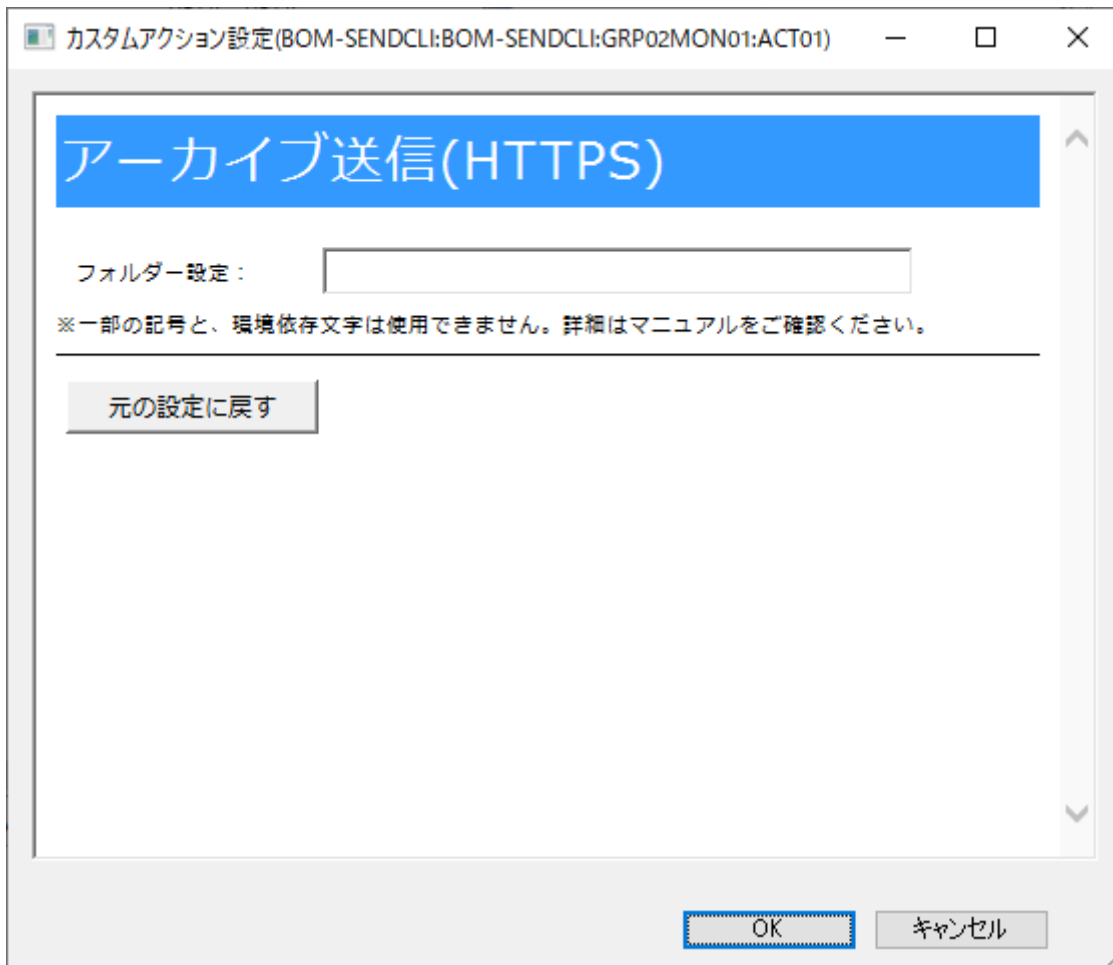 カスタムアクション設定(BOM-SENDCLI:BOM-SENDCLI:GRP02MON01:ACT01)
アーカイブ送信(HTTPS)
フォルダー設定：
※一部の記号と、環境依存文字は使用できません。詳細はマニュアルをご確認ください。
元の設定に戻す
OK
キャンセル